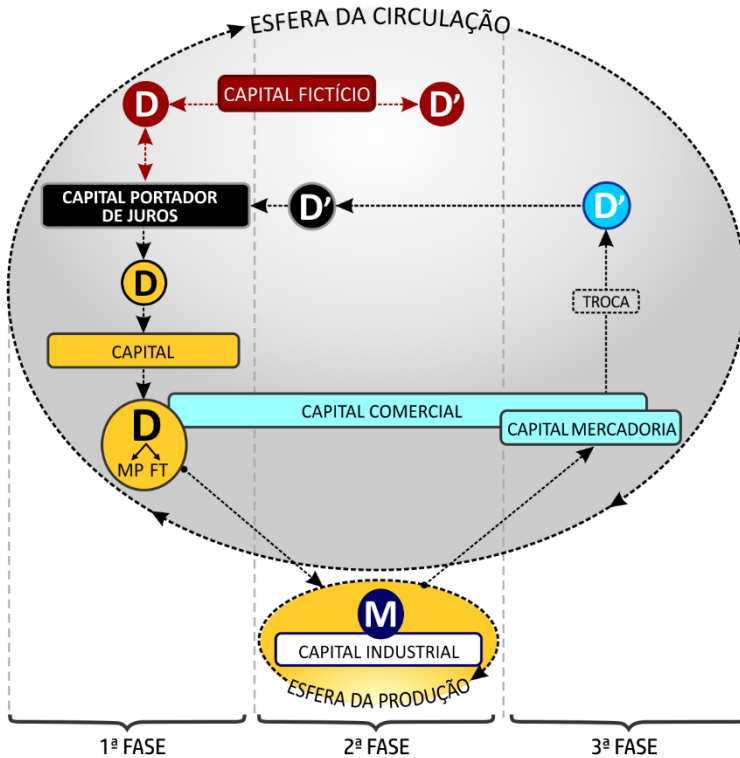 ESFERA DA CIRCULAÇÃO
D
CAPITAL FICTÍCIO
D'
CAPITAL PORTADOR
DE JUROS
D'
D'
D
TROCA
CAPITAL
CAPITAL COMERCIAL
D
CAPITAL MERCADORIA
MP FT
M
CAPITAL INDUSTRIAL
ESFERA DA PRODUÇÃO
1ª FASE
2ª FASE
3ª FASE